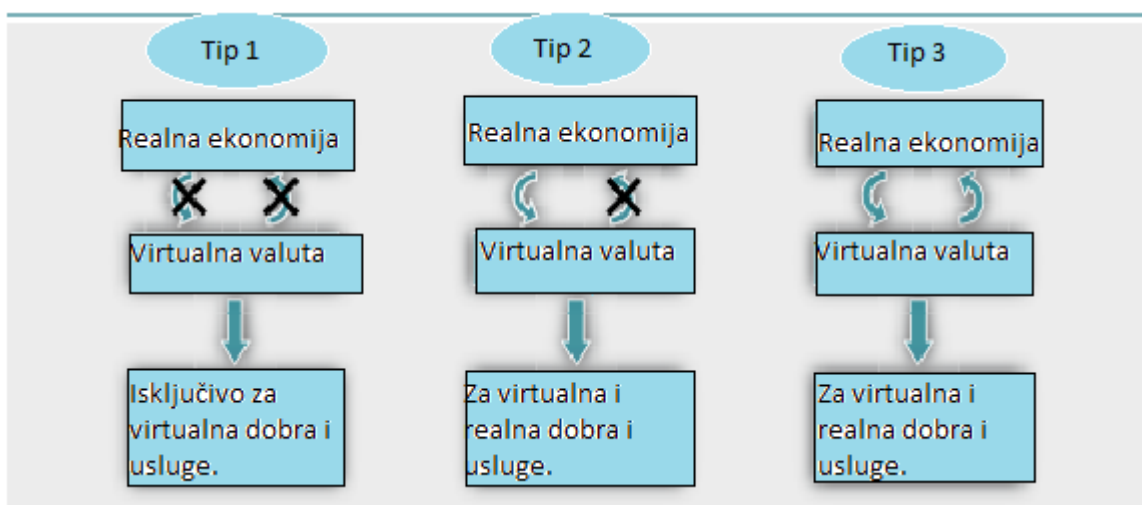 Tip 1
Realna ekonomija
Virtualna valuta
Isključivo za
virtualna dobra i
usluge.
Tip 2
Realna ekonomija
Virtualna valuta
Za virtualna i
realna dobra i
usluge.
Tip 3
Realna ekonomija
Virtualna valuta
Za virtualna i
realna dobra i
usluge.